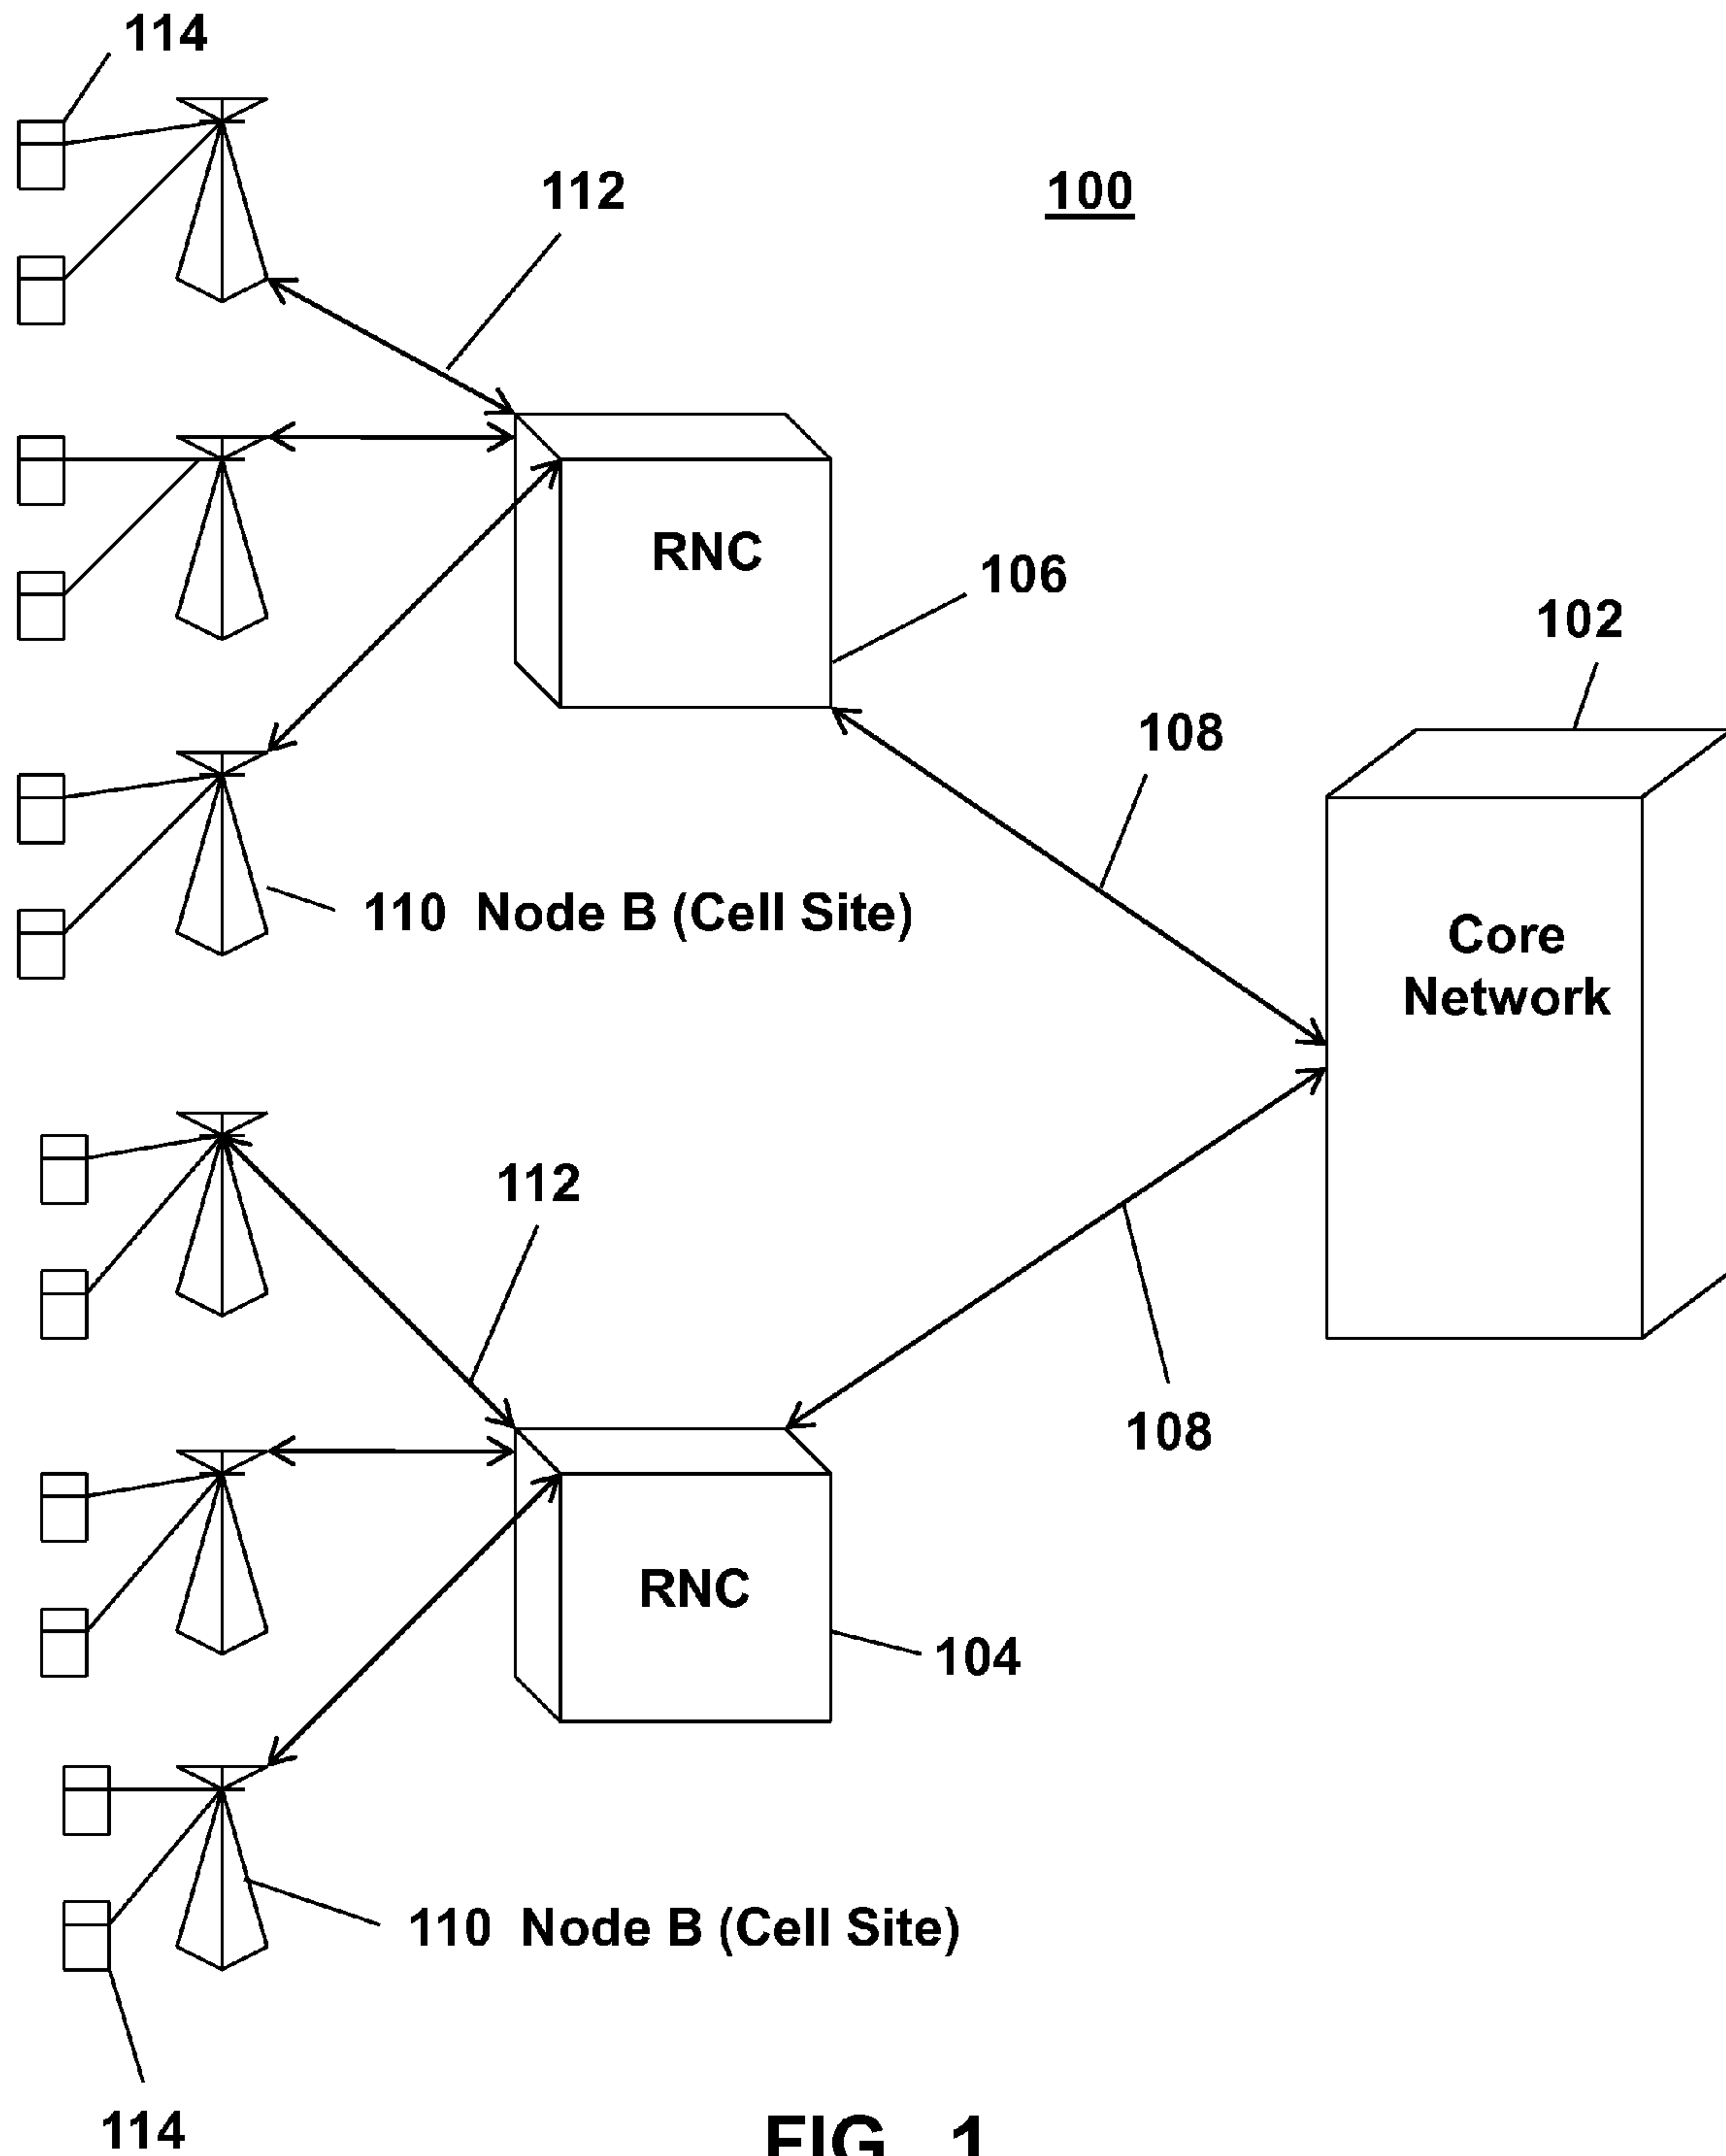 114
112
100
RNC
106
102
108
110 Node B (Cell Site)
Core
Network
112
108
RNC
104
110 Node B (Cell Site)
114
FIG. 1